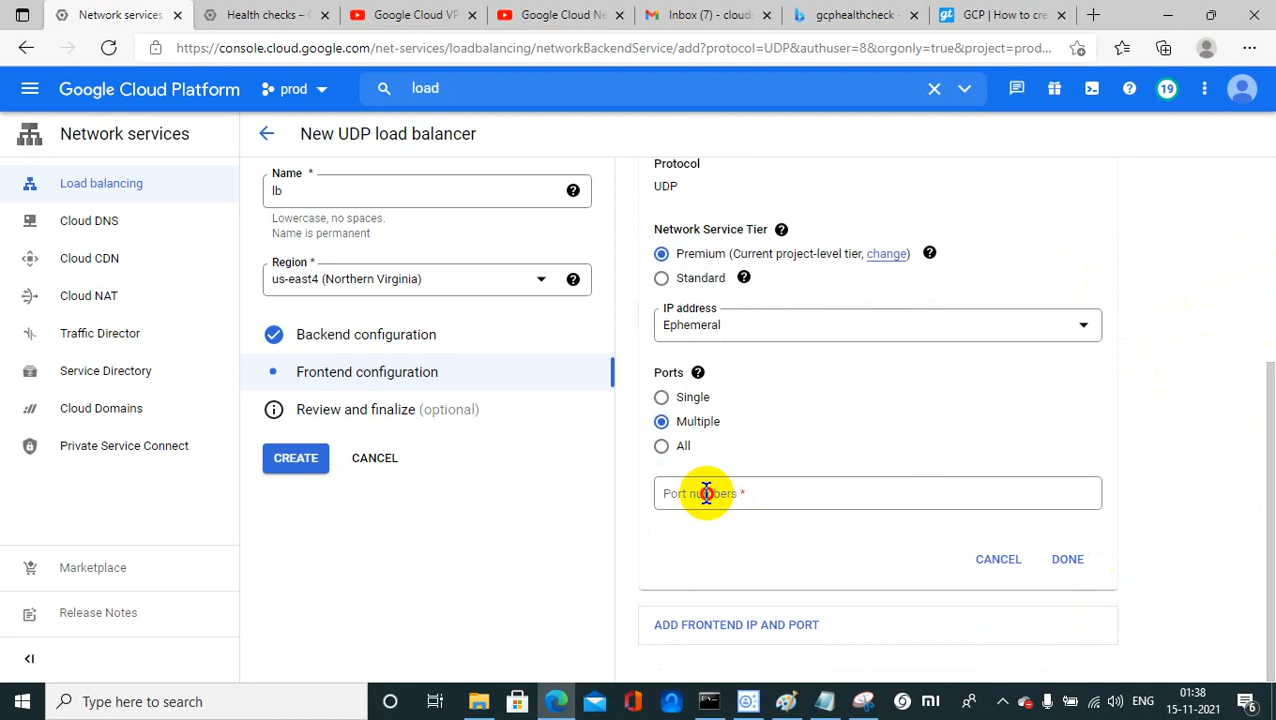 Network services
Health checks –
Google Cloud VP
Google Cloud Ne
Inbox (7) - cloud
gcphealthcheck -
GCP | How to cre
https://console.cloud.google.com/net-services/loadbalancing/networkBackendService/add?protocol=UDP&authuser=8&orgonly=true&project=prod...
Google Cloud Platform
prod
load
19
Network services
New UDP load balancer
Load balancing
Cloud DNS
Cloud CDN
Cloud NAT
Traffic Director
Service Directory
Cloud Domains
Private Service Connect
Marketplace
Release Notes
Name *
lb
Lowercase, no spaces.
Name is permanent
Region *
us-east4 (Northern Virginia)
Backend configuration
Frontend configuration
Review and finalize (optional)
CREATE
CANCEL
Protocol
UDP
Network Service Tier
Premium (Current project-level tier, change)
Standard
IP address
Ephemeral
Ports
Single
Multiple
All
Port numbers *
CANCEL
DONE
ADD FRONTEND IP AND PORT
Type here to search
ENG
01:38
15-11-2021
6